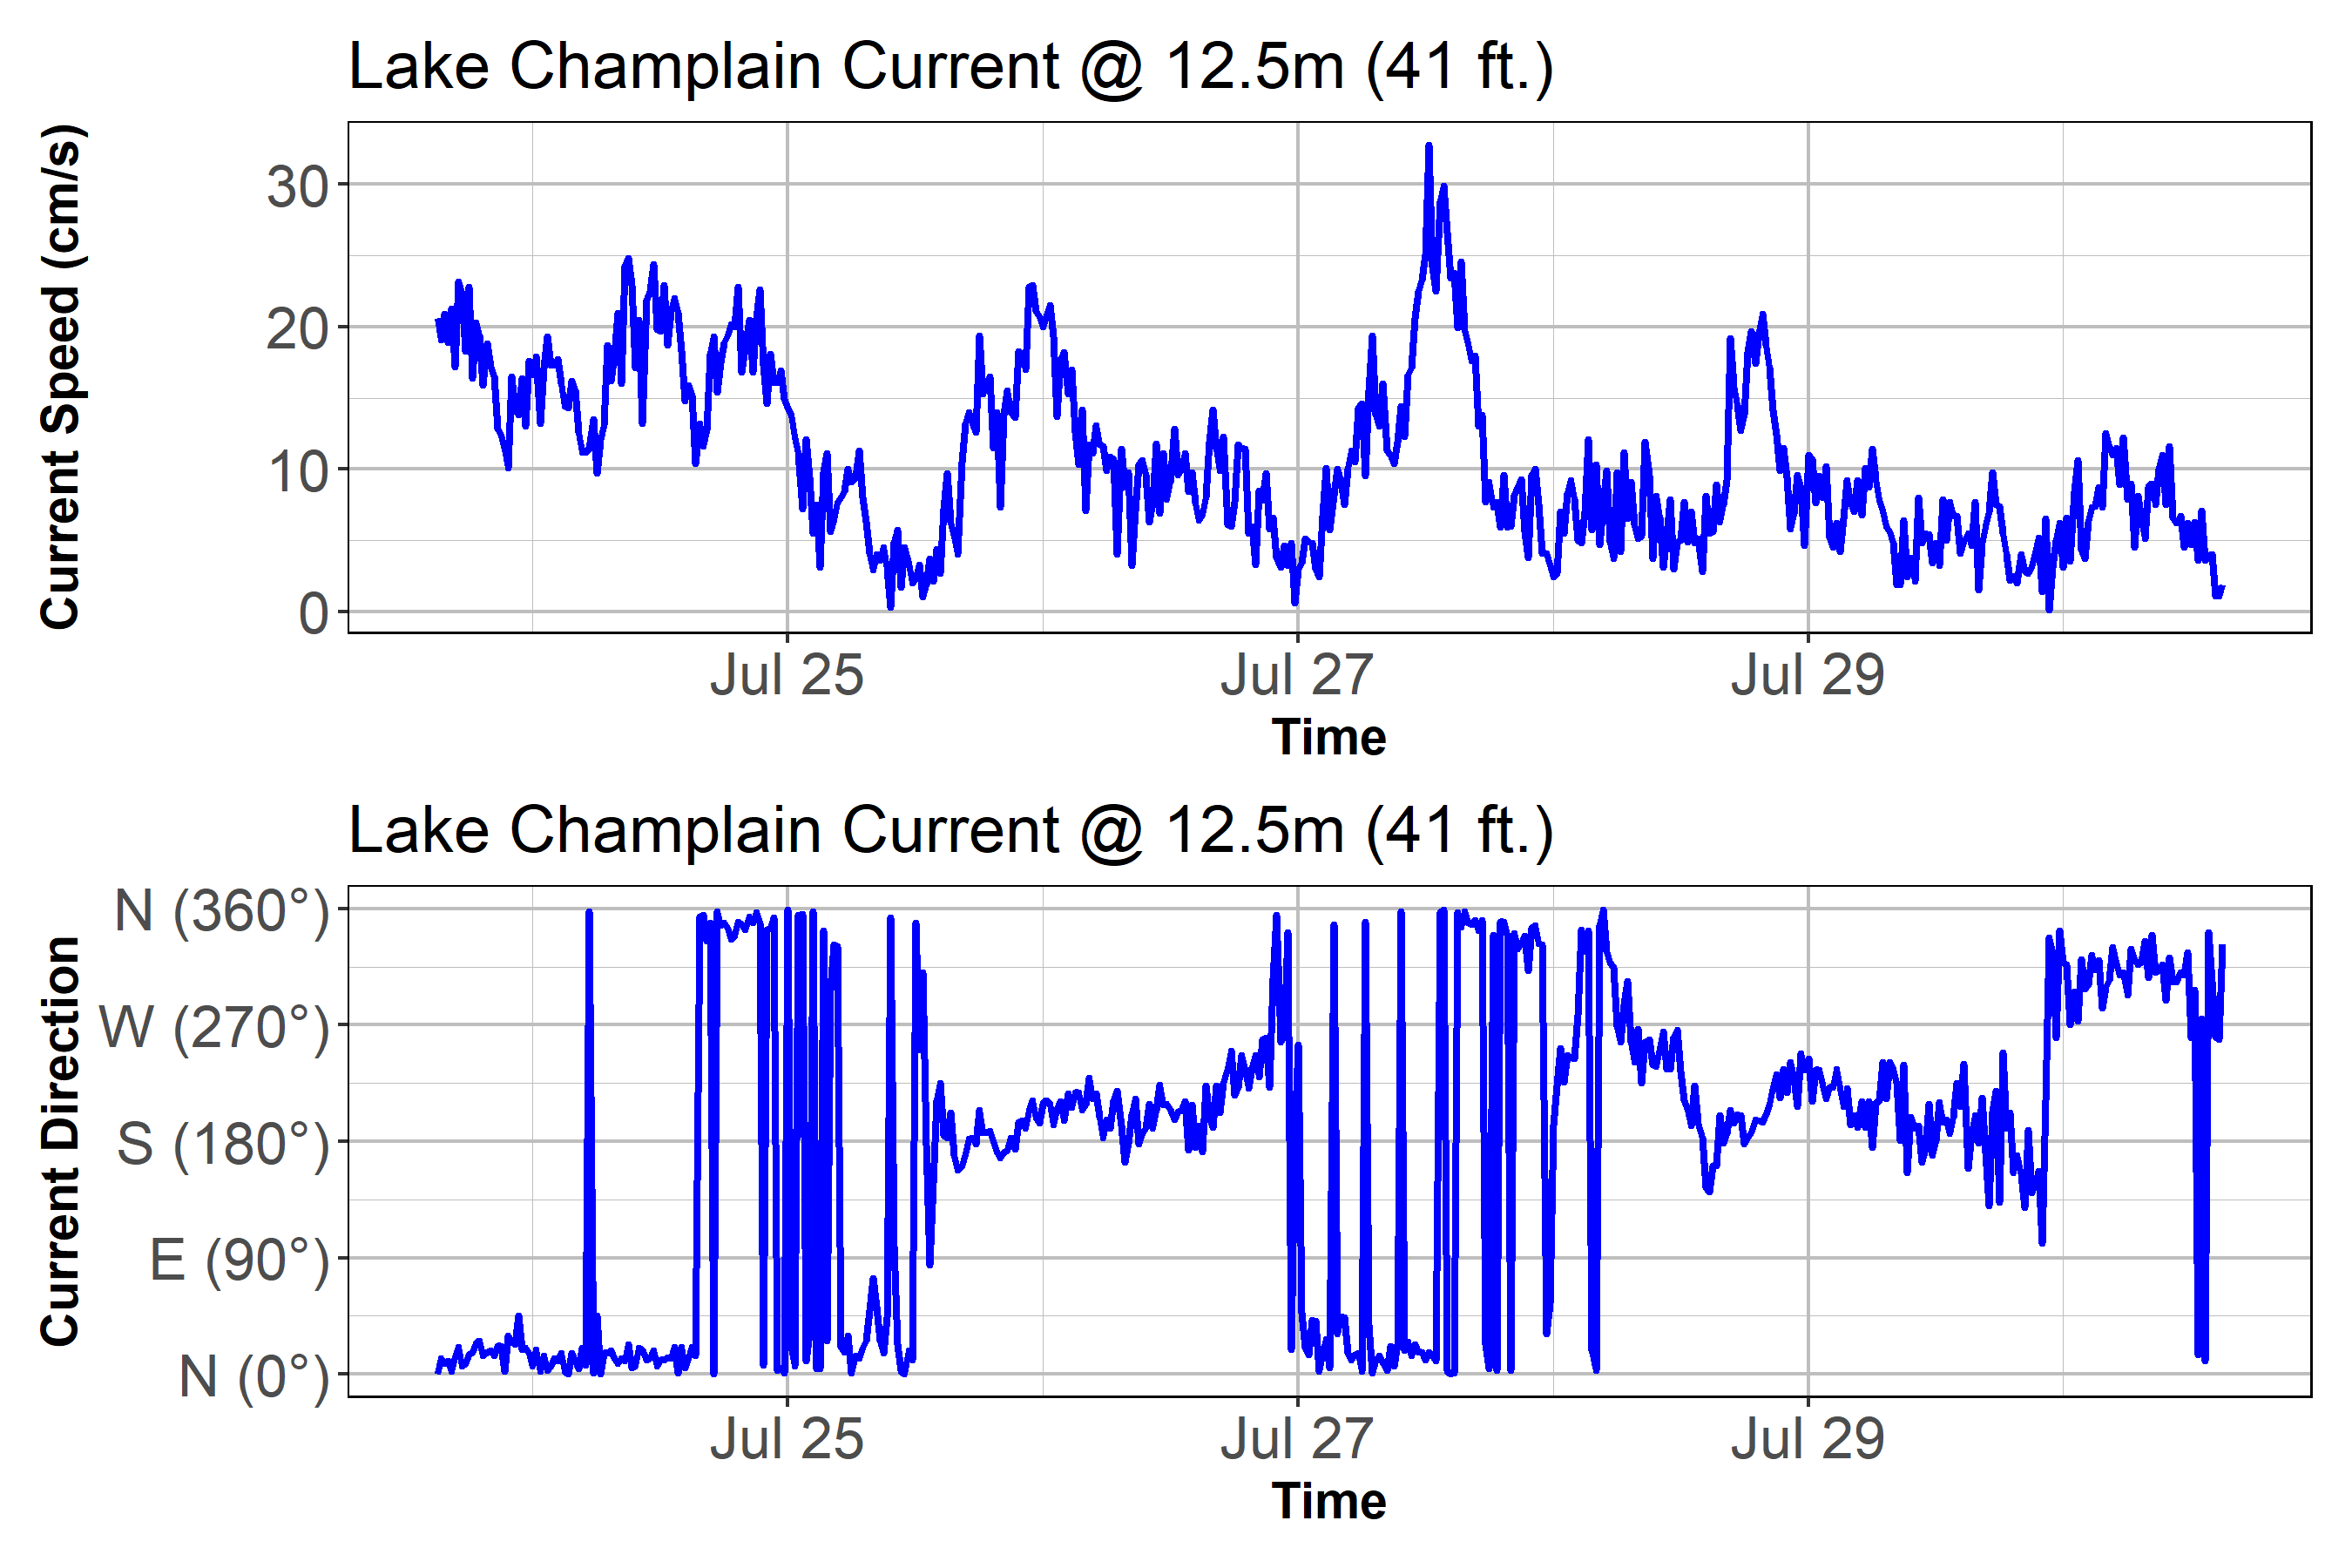 Lake Champlain Current @ 12.5m (41 ft.)
Current Speed (cm/s)
30
20
10
0
Jul 25 Jul 27 Jul 29
Time
Lake Champlain Current @ 12.5m (41 ft.)
Current Direction
N (360°)
W (270°)
S (180°)
E (90°)
N (0°)
Jul 25 Jul 27 Jul 29
Time